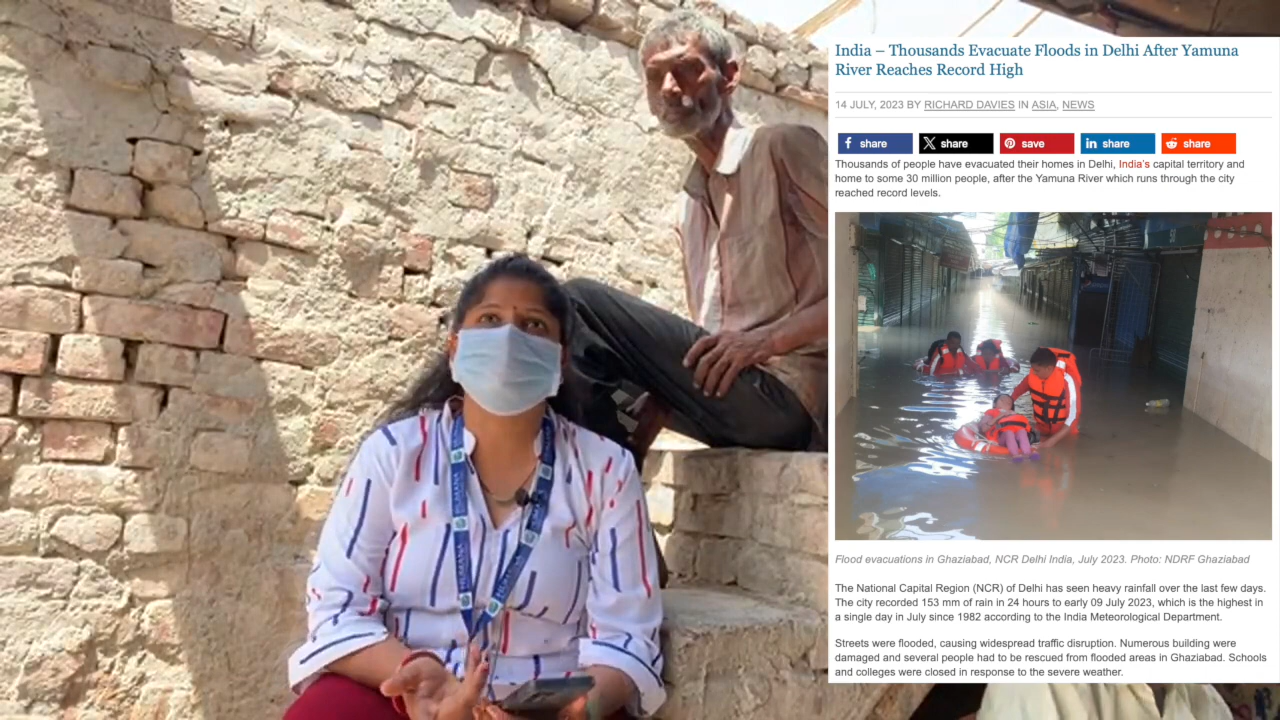 India – Thousands Evacuate Floods in Delhi After Yamuna
River Reaches Record High
14 JULY, 2023 BY RICHARD DAVIES IN ASIA, NEWS
share share save share share
Thousands of people have evacuated their homes in Delhi, India's capital territory and
home to some 30 million people, after the Yamuna River which runs through the city
reached record levels.
Flood evacuations in Ghaziabad, NCR Delhi India, July 2023. Photo: NDRF Ghaziabad
The National Capital Region (NCR) of Delhi has seen heavy rainfall over the last few days.
The city recorded 153 mm of rain in 24 hours to early 09 July 2023, which is the highest in
a single day in July since 1982 according to the India Meteorological Department.
Streets were flooded, causing widespread traffic disruption. Numerous building were
damaged and several people had to be rescued from flooded areas in Ghaziabad. Schools
and colleges were closed in response to the severe weather.
HUMANA
HUMANA